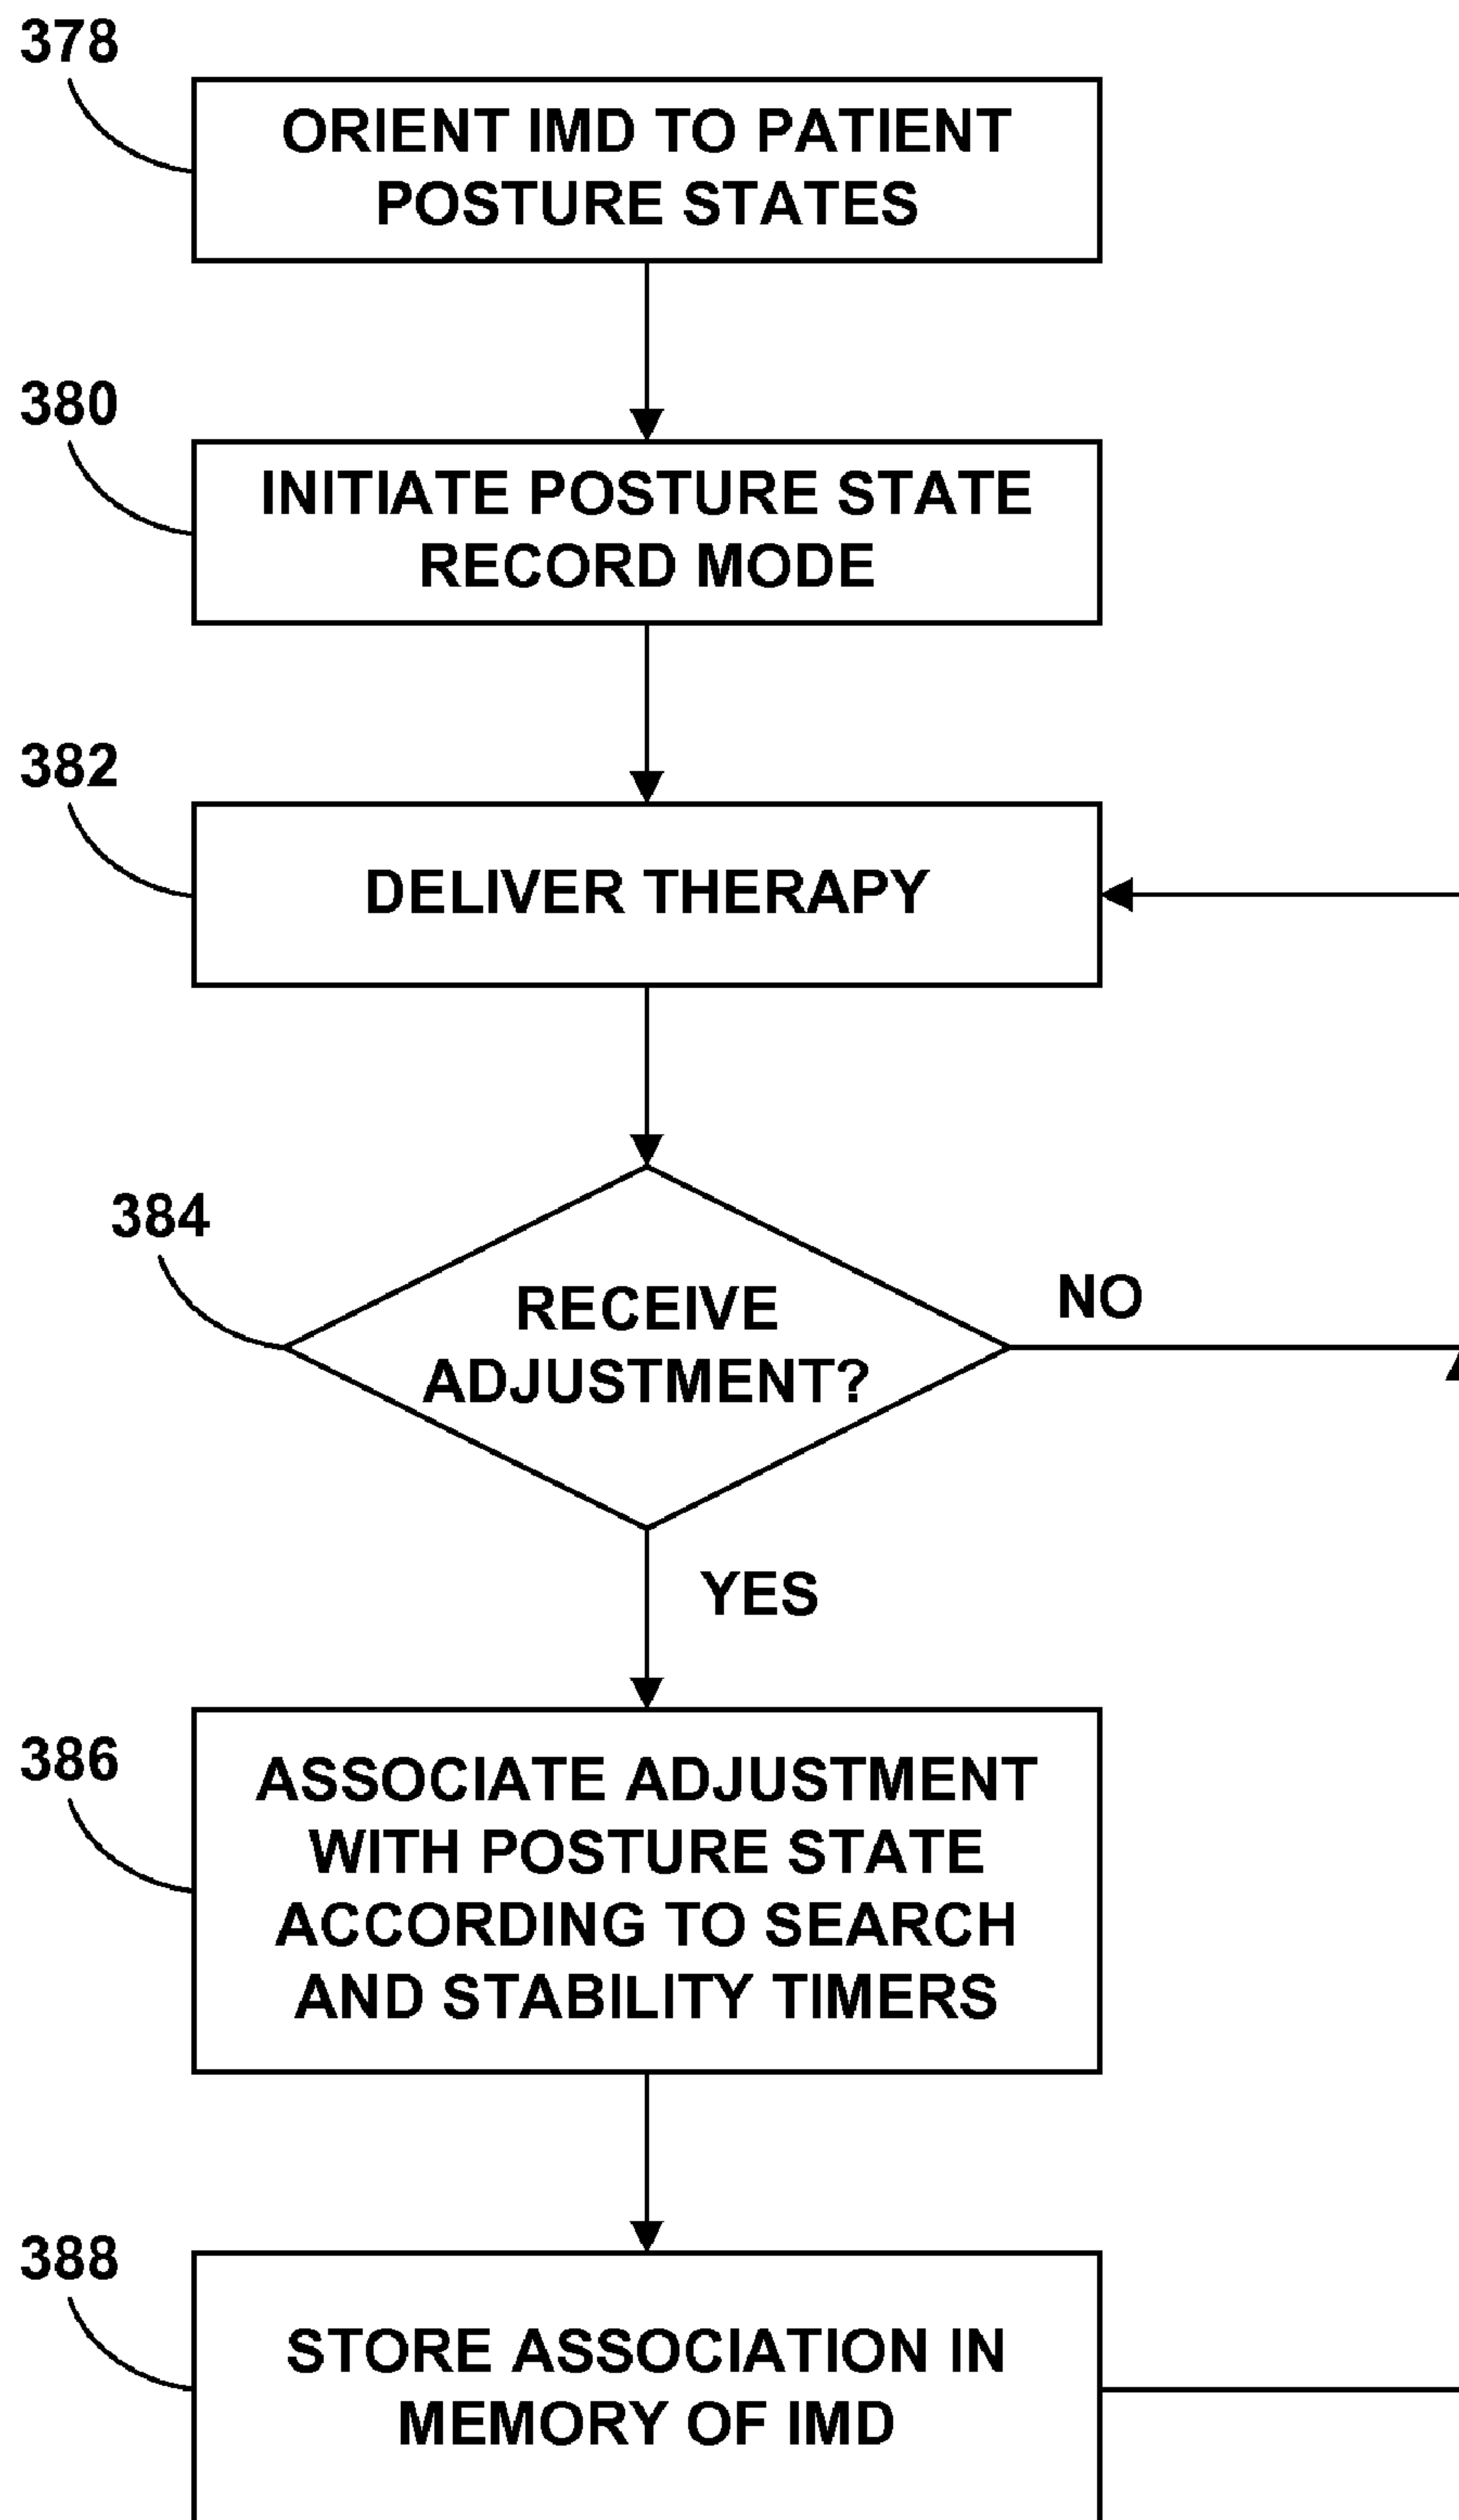 378
ORIENT IMD TO PATIENT
POSTURE STATES
380
INITIATE POSTURE STATE
RECORD MODE
382
DELIVER THERAPY
384
RECEIVE
ADJUSTMENT?
NO
YES
386
ASSOCIATE ADJUSTMENT
WITH POSTURE STATE
ACCORDING TO SEARCH
AND STABILITY TIMERS
388
STORE ASSOCIATION IN
MEMORY OF IMD